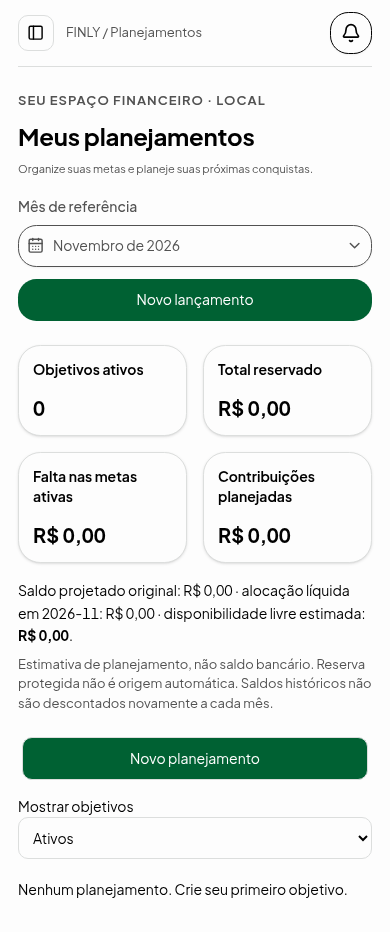 FINLY / Planejamentos
SEU ESPAÇO FINANCEIRO · LOCAL
Meus planejamentos
Organize suas metas e planeje suas próximas conquistas.
Mês de referência
Novembro de 2026
Novo lançamento
Objetivos ativos
0
Total reservado
R$ 0,00
Falta nas metas
ativas
R$ 0,00
Contribuições
planejadas
R$ 0,00
Saldo projetado original: R$ 0,00 · alocação líquida
em 2026-11: R$ 0,00 · disponibilidade livre estimada:
R$ 0,00.
Estimativa de planejamento, não saldo bancário. Reserva
protegida não é origem automática. Saldos históricos não
são descontados novamente a cada mês.
Novo planejamento
Mostrar objetivos
Ativos
Nenhum planejamento. Crie seu primeiro objetivo.